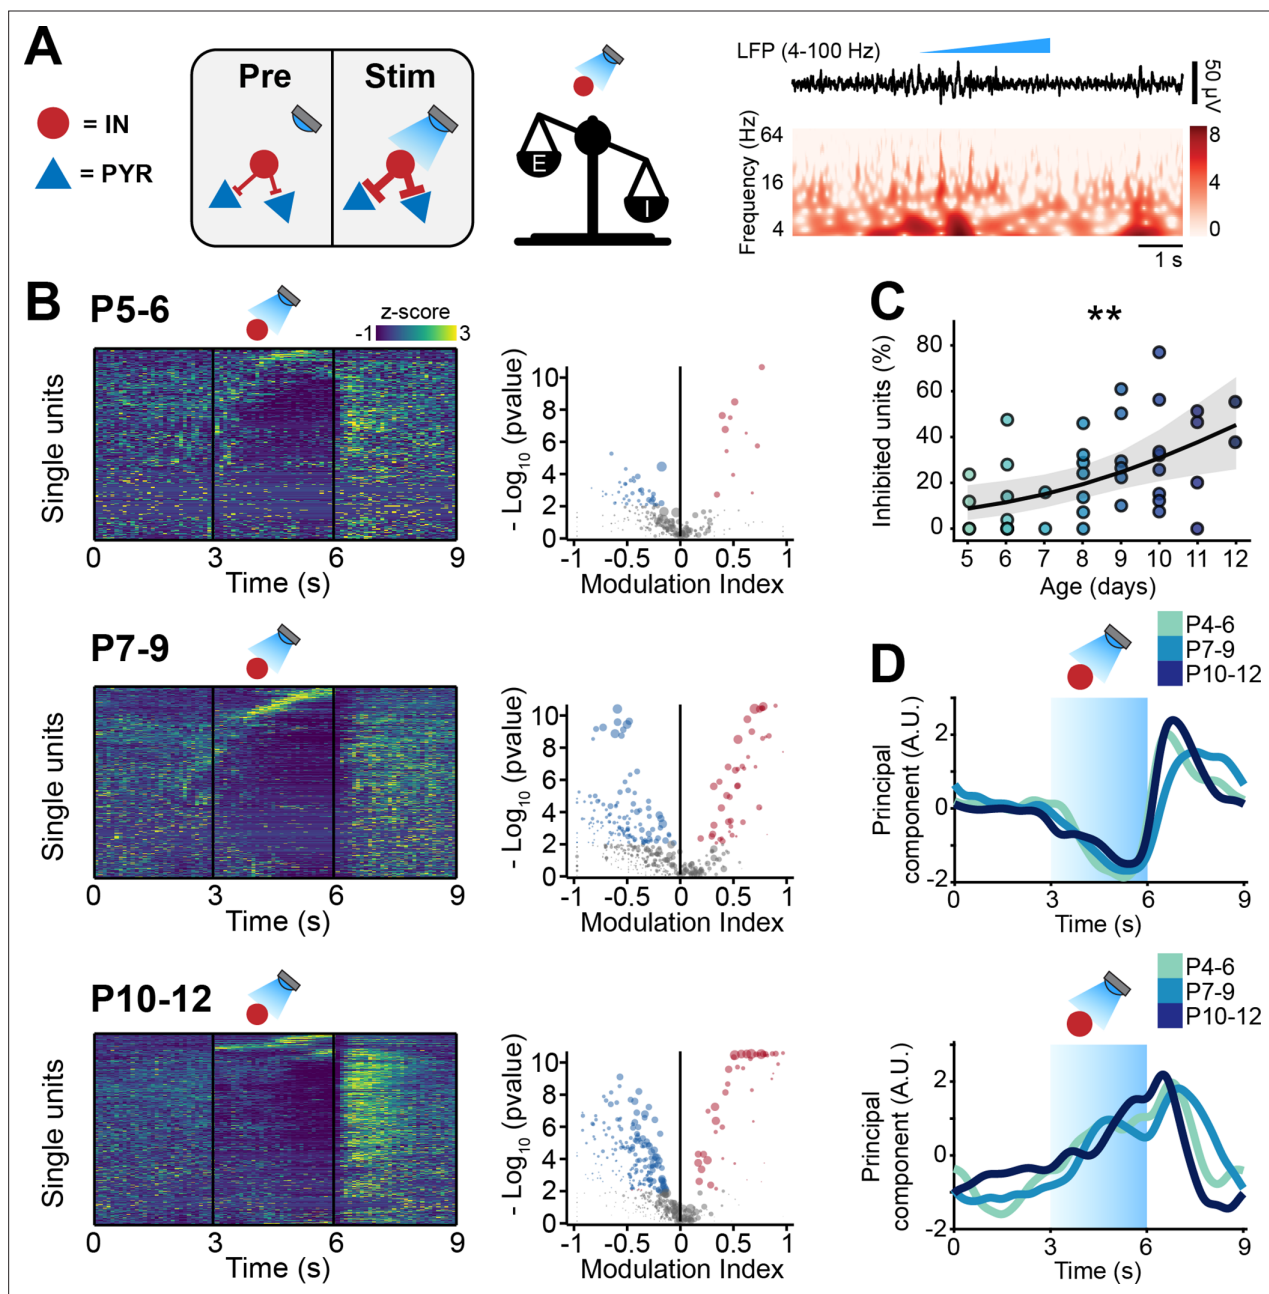 A
Pre
Stim
= IN
= PYR
E
I
LFP (4-100 Hz)
50 µV
Frequency (Hz)
64
16
4
8
4
0
1 s
B
P5-6
z-score
-1
3
Single units
0
3
6
9
Time (s)
- Log10 (pvalue)
10
8
6
4
2
0
-1
-0.5
0
0.5
1
Modulation Index
C
**
Inhibited units (%)
80
60
40
20
0
5
6
7
8
9
10
11
12
Age (days)
P7-9
Single units
0
3
6
9
Time (s)
- Log10 (pvalue)
10
8
6
4
2
0
-1
-0.5
0
0.5
1
Modulation Index
D
P4-6
P7-9
P10-12
Principal
component (A.U.)
2
0
-2
0
3
6
9
Time (s)
P10-12
Single units
0
3
6
9
Time (s)
- Log10 (pvalue)
10
8
6
4
2
0
-1
-0.5
0
0.5
1
Modulation Index
P4-6
P7-9
P10-12
Principal
component (A.U.)
2
0
-2
0
3
6
9
Time (s)